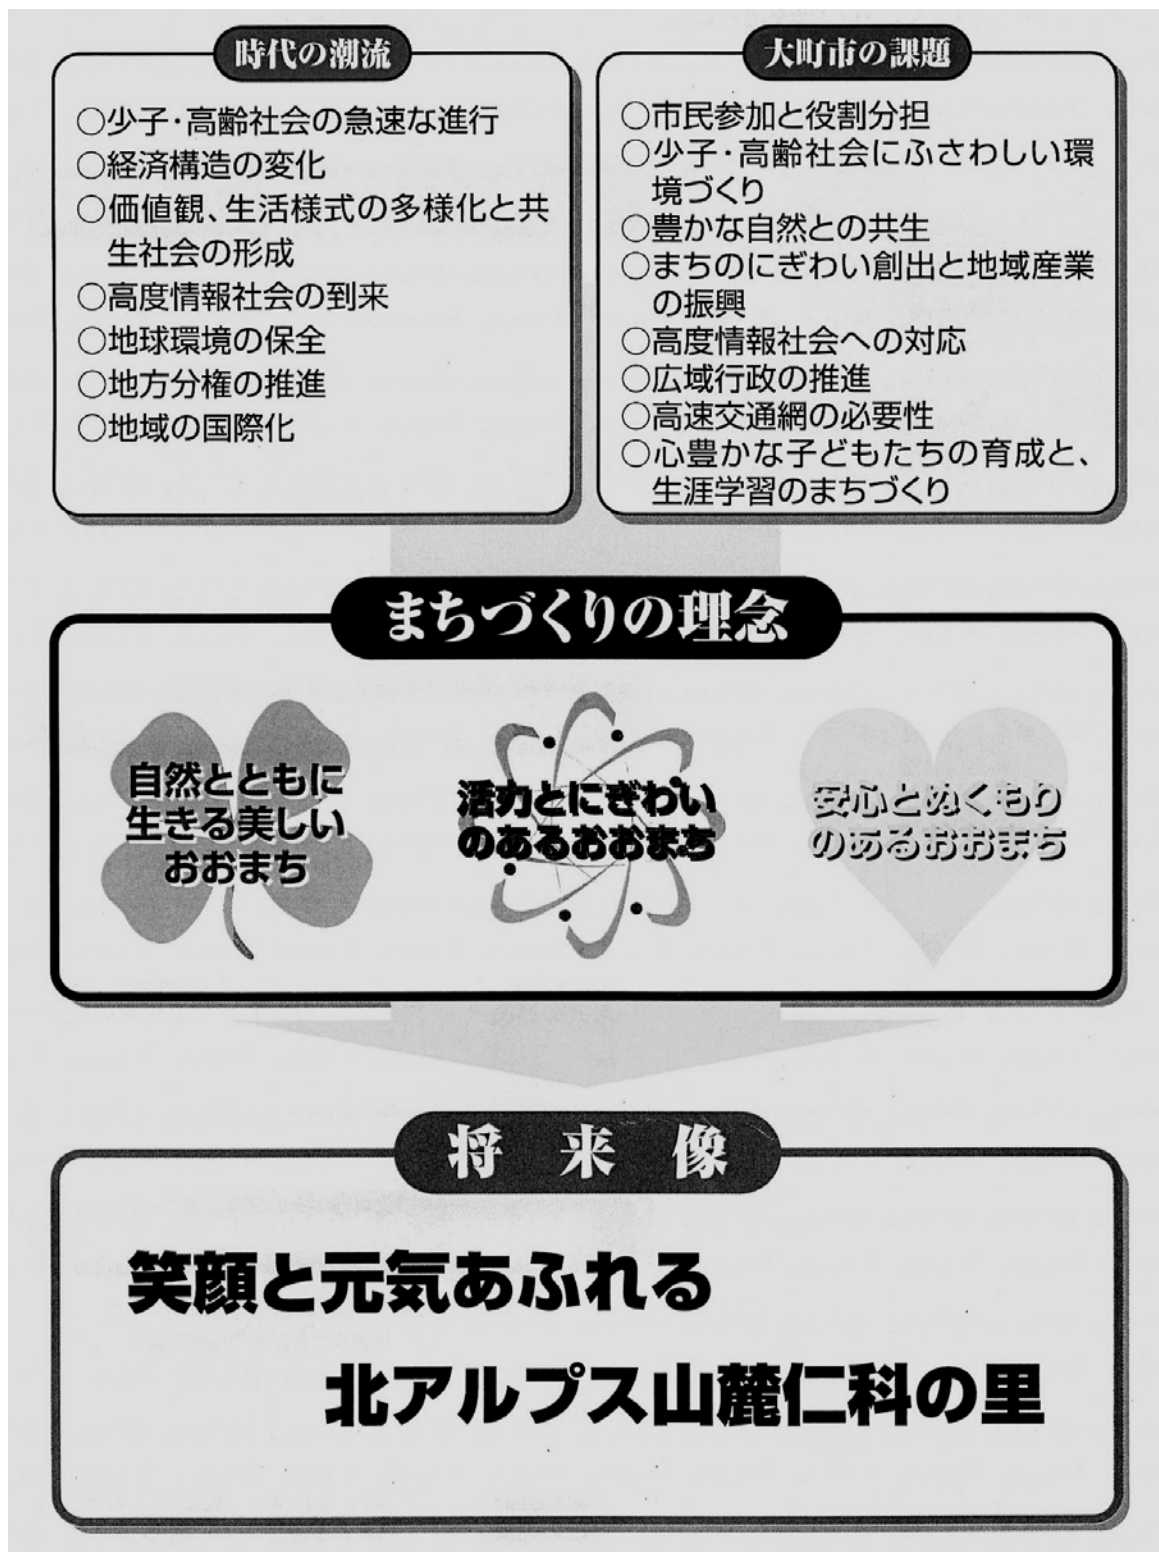 時代の潮流
○少子・高齢社会の急速な進行
○経済構造の変化
○価値観、生活様式の多様化と共
生社会の形成
○高度情報社会の到来
○地球環境の保全
○地方分権の推進
○地域の国際化
大町市の課題
○市民参加と役割分担
○少子・高齢社会にふさわしい環
境づくり
○豊かな自然との共生
○まちのにぎわい創出と地域産業
の振興
○高度情報社会への対応
○広域行政の推進
○高速交通網の必要性
○心豊かな子どもたちの育成と、
生涯学習のまちづくり
まちづくりの理念
自然とともに
生きる美しい
おおまち
活力とにぎわい
のあるおおまち
安心とぬくもり
のあるおおまち
将来像
笑顔と元気あふれる
北アルプス山麓仁科の里